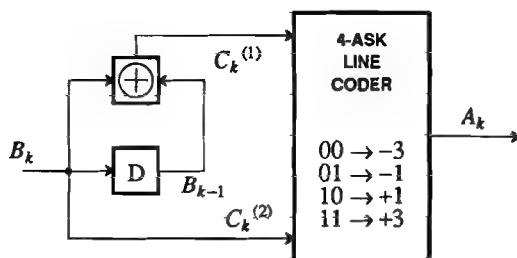 C_k^(1)
4-ASK
LINE
CODER
A_k
B_k
D
B_{k-1}
C_k^(2)
00 → -3
01 → -1
10 → +1
11 → +3